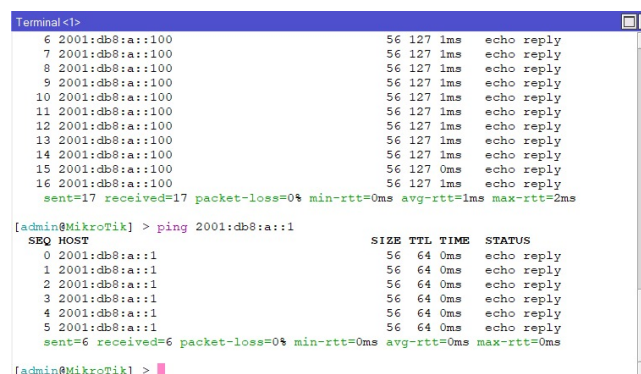 Terminal <1>
6 2001:db8:a::100 56 127 1ms echo reply
7 2001:db8:a::100 56 127 1ms echo reply
8 2001:db8:a::100 56 127 1ms echo reply
9 2001:db8:a::100 56 127 1ms echo reply
10 2001:db8:a::100 56 127 1ms echo reply
11 2001:db8:a::100 56 127 1ms echo reply
12 2001:db8:a::100 56 127 1ms echo reply
13 2001:db8:a::100 56 127 1ms echo reply
14 2001:db8:a::100 56 127 1ms echo reply
15 2001:db8:a::100 56 127 0ms echo reply
16 2001:db8:a::100 56 127 1ms echo reply
sent=17 received=17 packet-loss=0% min-rtt=0ms avg-rtt=1ms max-rtt=2ms
[admin@MikroTik] > ping 2001:db8:a::1
SEQ HOST SIZE TTL TIME STATUS
0 2001:db8:a::1 56 64 0ms echo reply
1 2001:db8:a::1 56 64 0ms echo reply
2 2001:db8:a::1 56 64 0ms echo reply
3 2001:db8:a::1 56 64 0ms echo reply
4 2001:db8:a::1 56 64 0ms echo reply
5 2001:db8:a::1 56 64 0ms echo reply
sent=6 received=6 packet-loss=0% min-rtt=0ms avg-rtt=0ms max-rtt=0ms
[admin@MikroTik] >